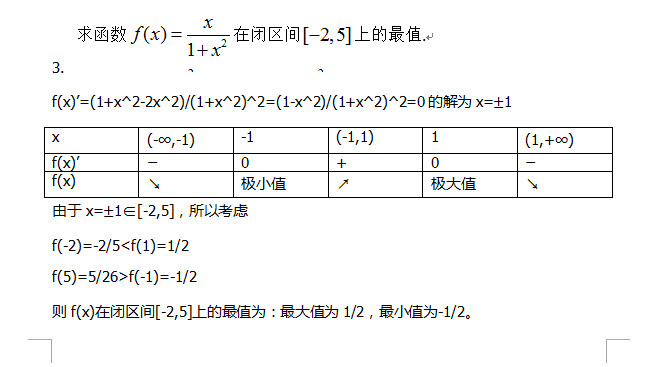 求函数 f(x)=x/(1+x²) 在闭区间[−2,5]上的最值.
3.
f(x)’=(1+x^2-2x^2)/(1+x^2)^2=(1-x^2)/(1+x^2)^2=0 的解为 x=±1
x (-∞,-1) -1 (-1,1) 1 (1,+∞)
f(x)’ − 0 + 0 −
f(x) ↘ 极小值 ↗ 极大值 ↘
由于 x=±1∈[-2,5]，所以考虑
f(-2)=-2/5<f(1)=1/2
f(5)=5/26>f(-1)=-1/2
则 f(x)在闭区间[-2,5]上的最值为：最大值为 1/2，最小值为-1/2。